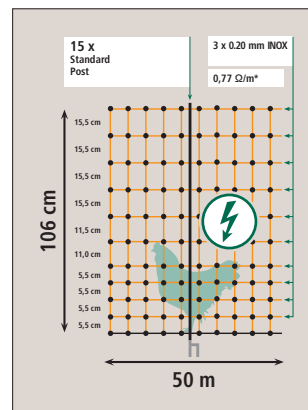 15 x
Standard
Post
3 x 0.20 mm INOX
0,77 Ω/m*
106 cm
15,5 cm
15,5 cm
15.5 cm
15.5 cm
11.5 cm
11.0 cm
5.5 cm
5.5 cm
5.5 cm
5,5 cm
50 m